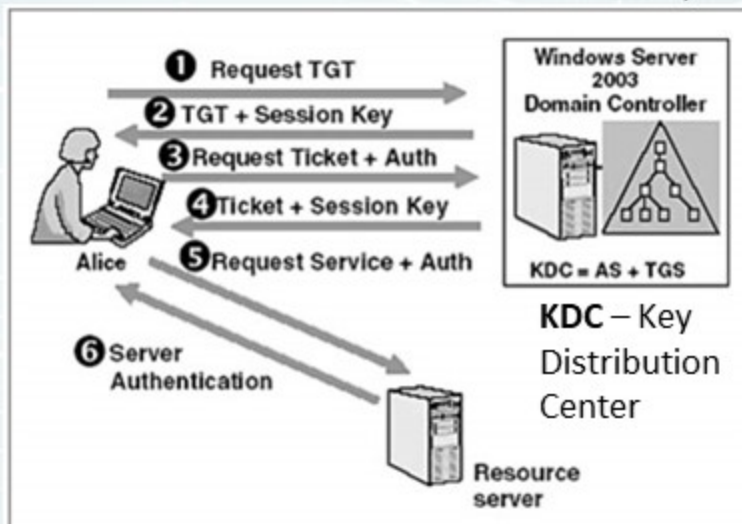 ❶ Request TGT
❷ TGT + Session Key
❸ Request Ticket + Auth
❹ Ticket + Session Key
❺ Request Service + Auth
Alice
❻ Server
Authentication
Windows Server
2003
Domain Controller
KDC = AS + TGS
KDC – Key
Distribution
Center
Resource
server